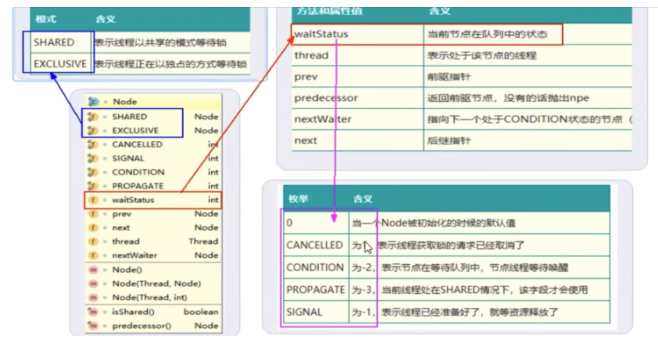 模式 含义
SHARED 表示线程以共享的模式等待锁
EXCLUSIVE 表示线程正在以独占的方式等待锁
方法和属性值 含义
waitStatus 当前节点在队列中的状态
thread 表示处于该节点的线程
prev 前驱指针
predecessor 返回前驱节点，没有的话抛出npe
nextWaiter 指向下一个处于CONDITION状态的节点（
next 后继指针
Node
SHARED Node
EXCLUSIVE Node
CANCELLED int
SIGNAL int
CONDITION int
PROPAGATE int
waitStatus int
prev Node
next Node
thread Thread
nextWaiter Node
Node()
Node(Thread, Node)
Node(Thread, int)
isShared() boolean
predecessor() Node
枚举 含义
0 当一个Node被初始化的时候的默认值
CANCELLED 为1，表示线程获取锁的请求已经取消了
CONDITION 为-2，表示节点在等待队列中，节点线程等待唤醒
PROPAGATE 为-3，当前线程处在SHARED情况下，该字段才会使用
SIGNAL 为-1，表示线程已经准备好了，就等资源释放了